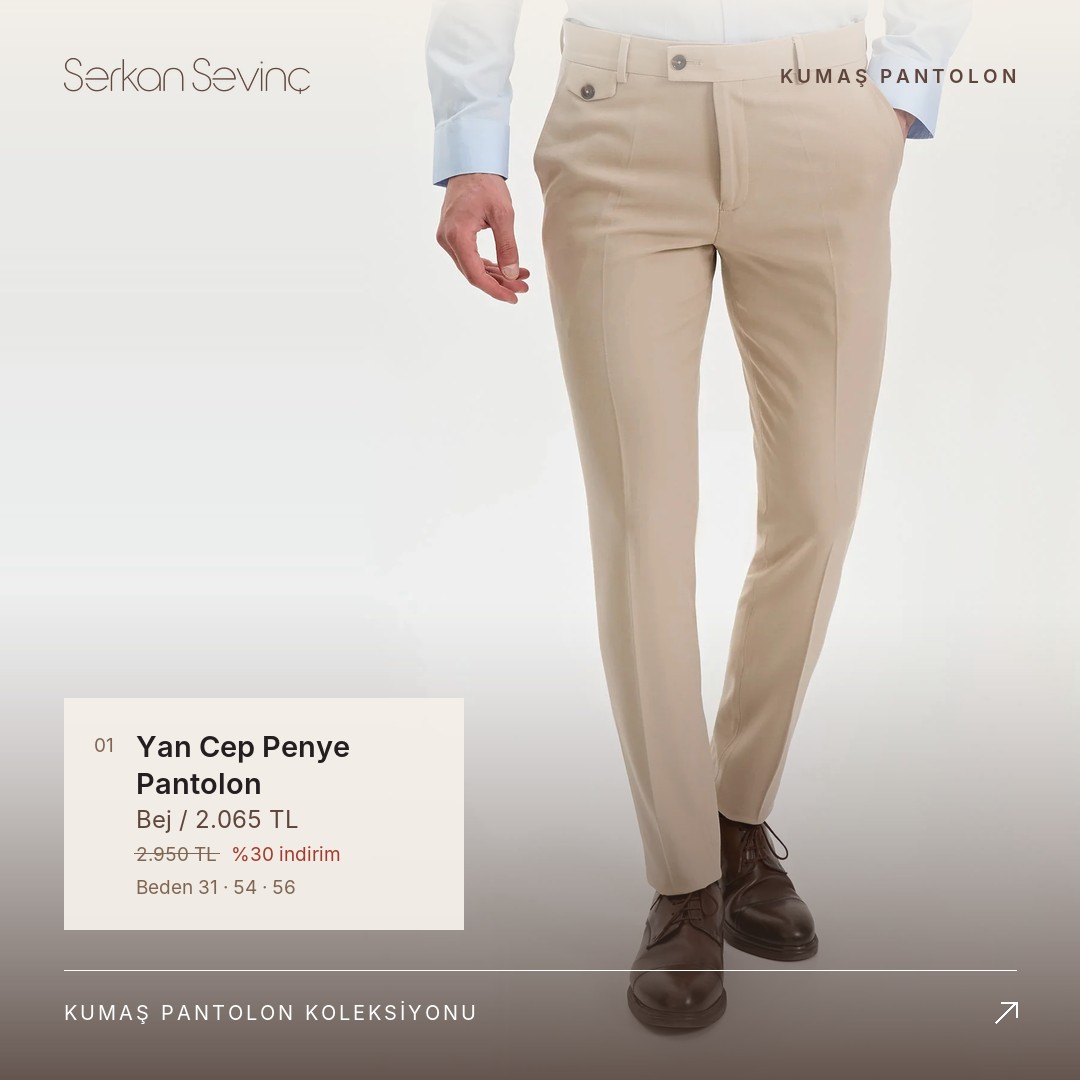 Serkan Sevinç
KUMAŞ PANTOLON
01
Yan Cep Penye
Pantolon
Bej / 2.065 TL
2.950 TL %30 indirim
Beden 31 · 54 · 56
KUMAŞ PANTOLON KOLEKSİYONU